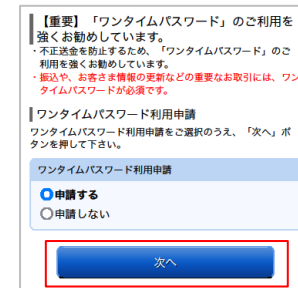 【重要】「ワンタイムパスワード」のご利用を
強くお勧めしています。
・不正送金を防止するため、「ワンタイムパスワード」のご
利用を強くお勧めしています。
・振込や、お客さま情報の更新などの重要なお取引には、ワン
タイムパスワードが必須です。
ワンタイムパスワード利用申請
ワンタイムパスワード利用申請をご選択のうえ、「次へ」ボ
タンを押して下さい。
ワンタイムパスワード利用申請
申請する
申請しない
次へ